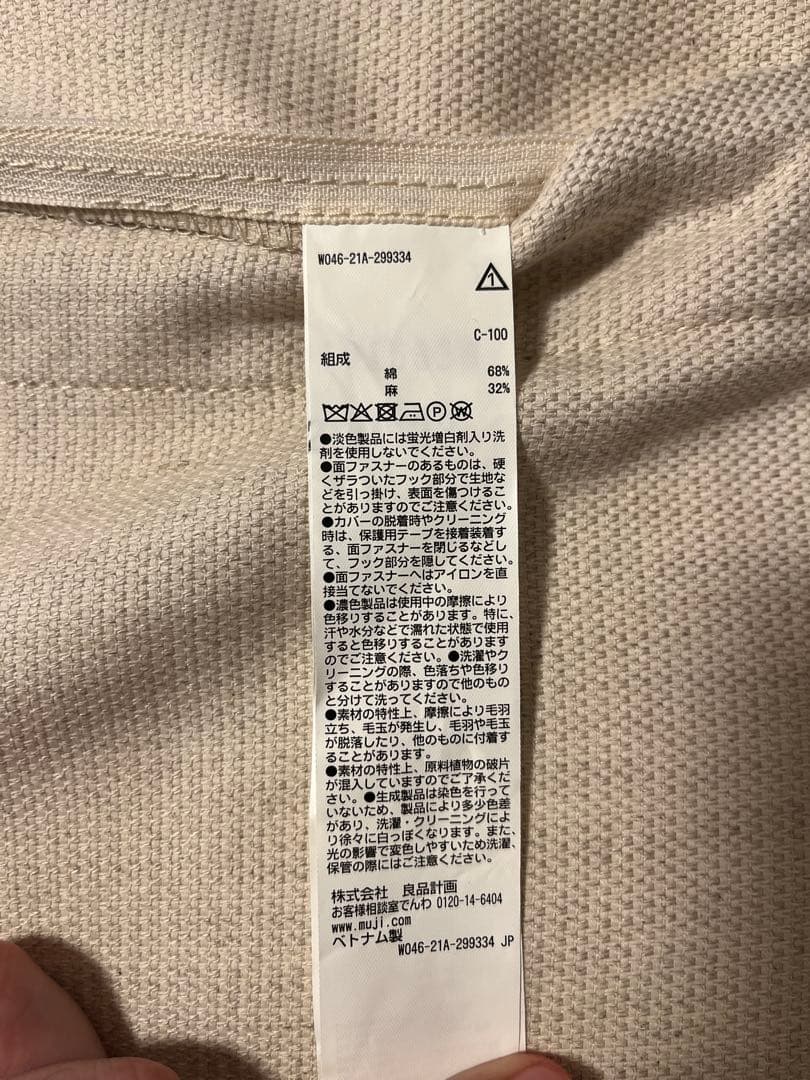 W046-21A-299334
1
C-100
組成
綿 68%
麻 32%
P W
●淡色製品には蛍光増白剤入り洗
剤を使用しないでください。
●面ファスナーのあるものは、硬
くザラついたフック部分で生地な
どを引っ掛け、表面を傷つけるこ
とがありますのでご注意ください。
●カバーの脱着時やクリーニング
時は、保護用テープを接着装着す
る、面ファスナーを閉じるなどし
て、フック部分を隠してください。
●面ファスナーへはアイロンを直
接当てないでください。
●濃色製品は使用中の摩擦により
色移りすることがあります。特に、
汗や水分などで濡れた状態で使用
すると色移りすることがあります
のでご注意ください。●洗濯やク
リーニングの際、色落ちや色移り
することがありますので他のもの
と分けて洗ってください。
●素材の特性上、摩擦により毛羽
立ち、毛玉が発生し、毛羽や毛玉
が脱落したり、他のものに付着す
ることがあります。
●素材の特性上、原料植物の破片
が混入していますのでご了承くだ
さい。●生成製品は染色を行って
いないため、製品により多少色差
があり、洗濯・クリーニングによ
り徐々に白っぽくなります。また、
光の影響で変色しやすいため洗濯、
保管の際にはご注意ください。
株式会社 良品計画
お客様相談室でんわ 0120-14-6404
www.muji.com
ベトナム製
W046-21A-299334 JP